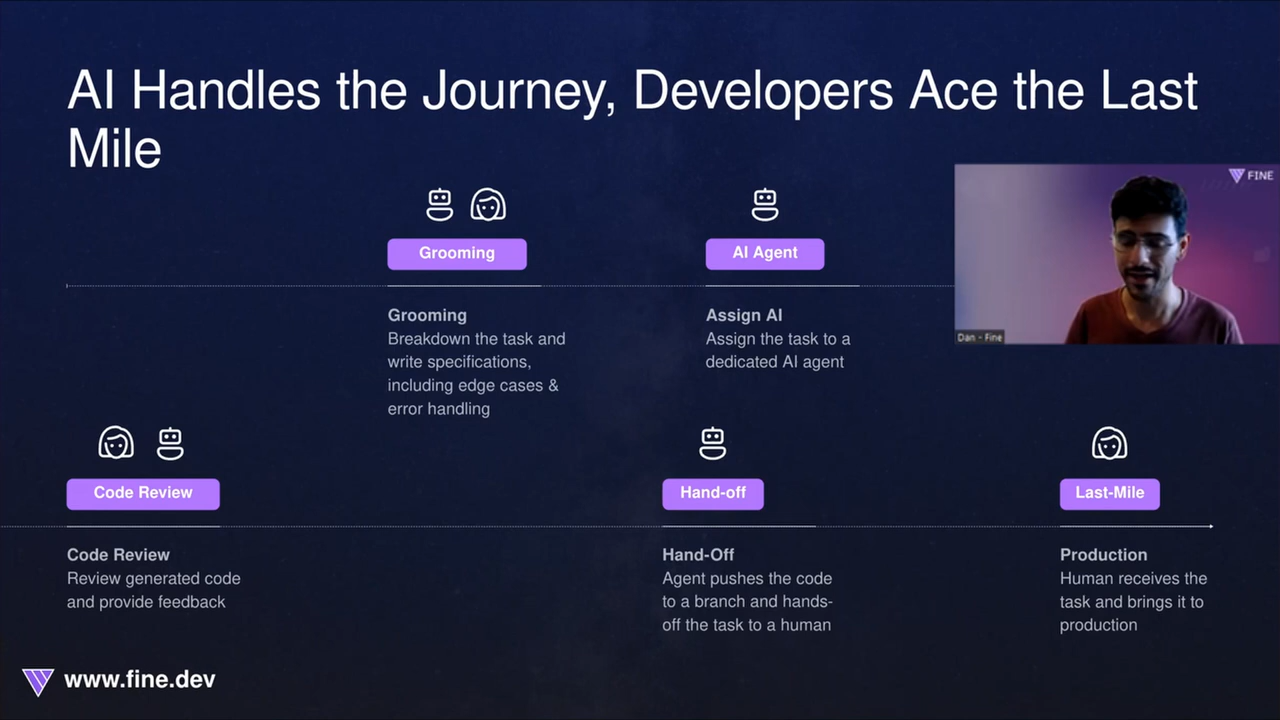 AI Handles the Journey, Developers Ace the Last
Mile
FINE
Grooming
AI Agent
Grooming
Breakdown the task and
write specifications,
including edge cases &
error handling
Assign AI
Assign the task to a
dedicated AI agent
Dan - Fine
Code Review
Hand-off
Last-Mile
Code Review
Review generated code
and provide feedback
Hand-Off
Agent pushes the code
to a branch and hands-
off the task to a human
Production
Human receives the
task and brings it to
production
www.fine.dev